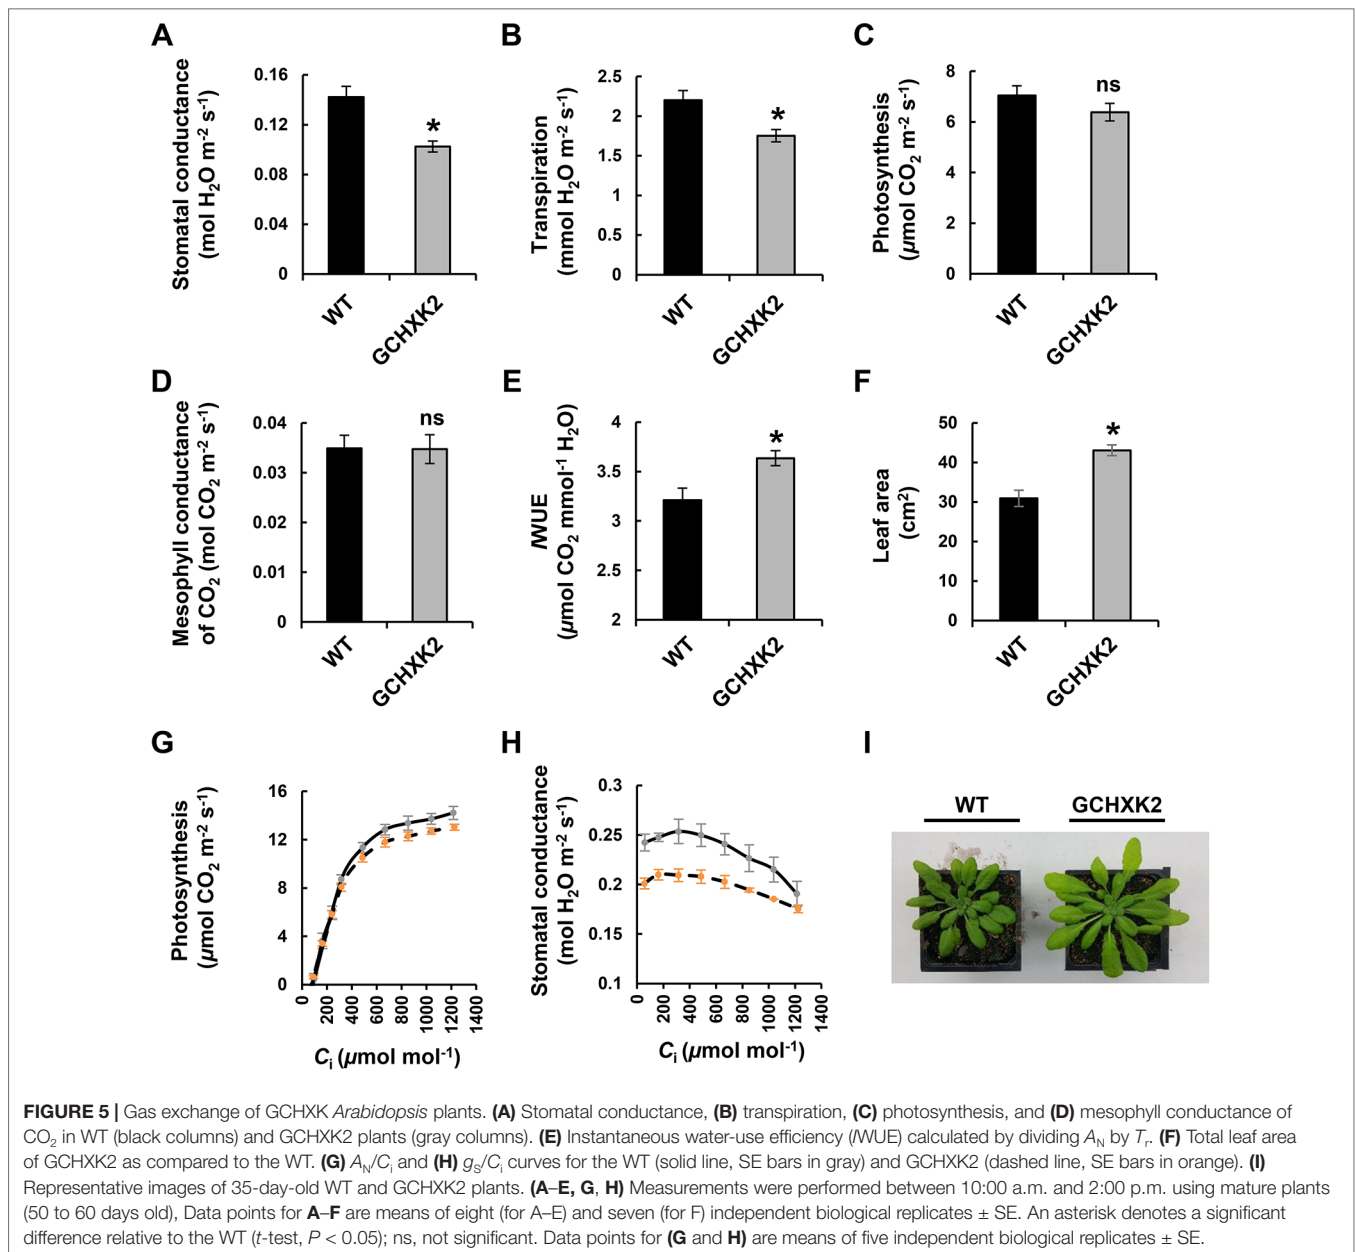 A
Stomatal conductance
(mol H2O m-2 s-1)
0.16
0.12
0.08
0.04
0
*
WT
GCHXK2
B
Transpiration
(mmol H2O m-2 s-1)
2.5
2
1.5
1
0.5
0
*
WT
GCHXK2
C
Photosynthesis
(µmol CO2 m-2 s-1)
8
6
4
2
0
ns
WT
GCHXK2
D
Mesophyll conductance
of CO2 (mol CO2 m-2 s-1)
0.04
0.03
0.02
0.01
0
ns
WT
GCHXK2
E
IWUE
(µmol CO2 mmol-1 H2O)
4
3.5
3
2.5
2
*
WT
GCHXK2
F
Leaf area
(cm2)
50
40
30
20
10
0
*
WT
GCHXK2
G
Photosynthesis
(µmol CO2 m-2 s-1)
16
12
8
4
0
0 200 400 600 800 1000 1200 1400
Ci (µmol mol-1)
H
Stomatal conductance
(mol H2O m-2 s-1)
0.3
0.25
0.2
0.15
0.1
0 200 400 600 800 1000 1200 1400
Ci (µmol mol-1)
I
WT
GCHXK2
FIGURE 5 | Gas exchange of GCHXK Arabidopsis plants. (A) Stomatal conductance, (B) transpiration, (C) photosynthesis, and (D) mesophyll conductance of
CO2 in WT (black columns) and GCHXK2 plants (gray columns). (E) Instantaneous water-use efficiency (IWUE) calculated by dividing AN by Tr. (F) Total leaf area
of GCHXK2 as compared to the WT. (G) AN/Ci and (H) gS/Ci curves for the WT (solid line, SE bars in gray) and GCHXK2 (dashed line, SE bars in orange). (I)
Representative images of 35-day-old WT and GCHXK2 plants. (A–E, G, H) Measurements were performed between 10:00 a.m. and 2:00 p.m. using mature plants
(50 to 60 days old), Data points for A–F are means of eight (for A–E) and seven (for F) independent biological replicates ± SE. An asterisk denotes a significant
difference relative to the WT (t-test, P < 0.05); ns, not significant. Data points for (G and H) are means of five independent biological replicates ± SE.